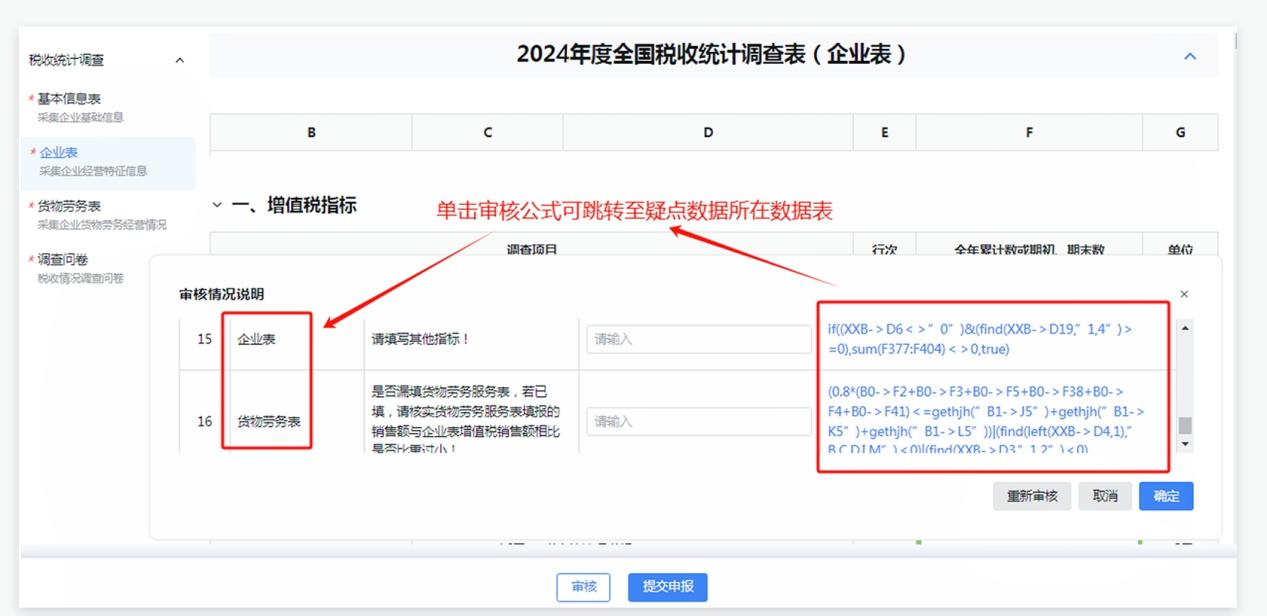 税收统计调查
2024年度全国税收统计调查表（企业表）
* 基本信息表
采集企业基础信息
* 企业表
采集企业经营特征信息
* 货物劳务表
采集企业货物劳务经营情况
* 调查问卷
税收情况调查问卷
B C D E F G
一、增值税指标
单击审核公式可跳转至疑点数据所在数据表
调查项目 行次 全年累计数或期初、期末数 单位
审核情况说明
15 企业表 请填写其他指标！ 请输入
if((XXB->D6<>”0”)&(find(XXB->D19,”1,4”)>
=0),sum(F377:F404)<>0,true)
16 货物劳务表 请输入
是否漏填货物劳务服务表，若已
填，请核实货物劳务服务表填报的
销售额与企业表增值税销售额相比
是否比重过小！
(0.8*(B0->F2+B0->F3+B0->F5+B0->F38+B0->
F4+B0->F41)<=gethjh(”B1->J5”)+gethjh(”B1->
K5”)+gethjh(”B1->L5”))|(find(left(XXB->D4,1),”
B,C,D,I,M”)<0)|(find(XXB->D3,”1,2”)<0)
重新审核 取消 确定
审核 提交申报